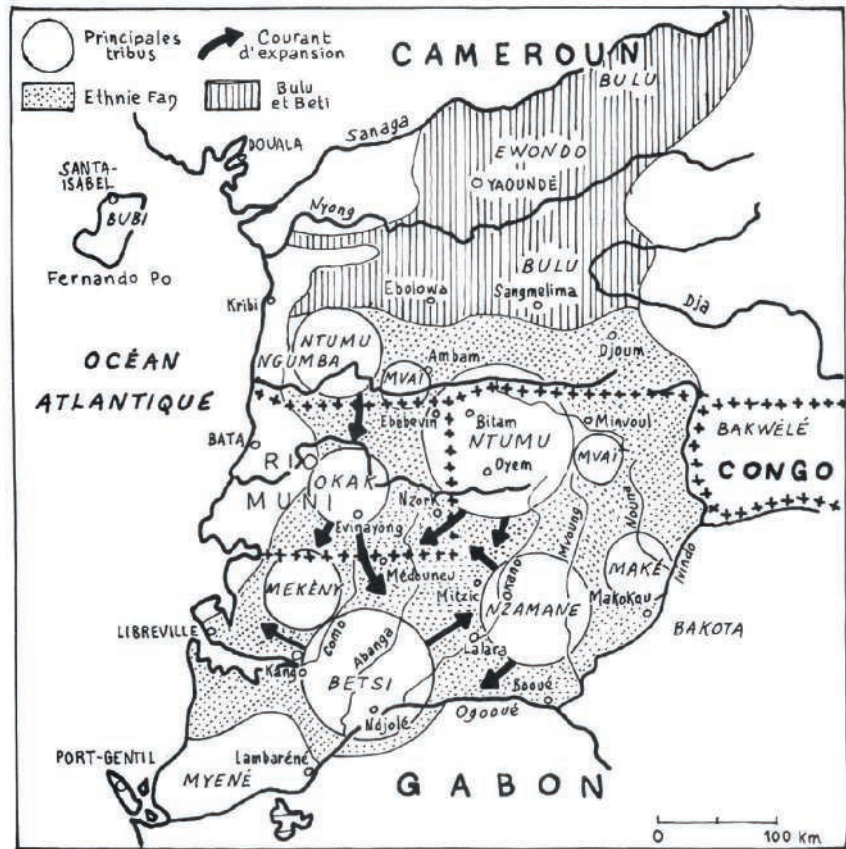 Principales
tribus
Courant
d'expansion
Ethnie Fan
Bulu
et Beti
CAMEROUN
BULU
Sanaga
DOUALA
EWONDO
YAOUNDÉ
SANTA-
ISABEL
BUBI
Fernando Po
Nyong
BULU
Ebolowa
Sangmelima
Dja
Kribi
NTUMU
NGUMBA
Ambam
Djoum
MVAÏ
OCÉAN
ATLANTIQUE
Ebebevin
Bitam
Minvoul
NTUMU
MVAÏ
BAKWÉLÉ
CONGO
BATA
Oyem
RIO
MUNI
OKAK
Nzork
Evinayong
Mvoung
Nouna
Ivindo
Médouneu
Okano
MEKÈNY
Mitzic
NZAMANE
MAKÉ
Makokou
BAKOTA
LIBREVILLE
Como
Abanga
Lalara
Kango
BETSI
Booué
Ndjolé
Ogooué
PORT-GENTIL
Lambaréné
MYENÉ
GABON
0 100 km